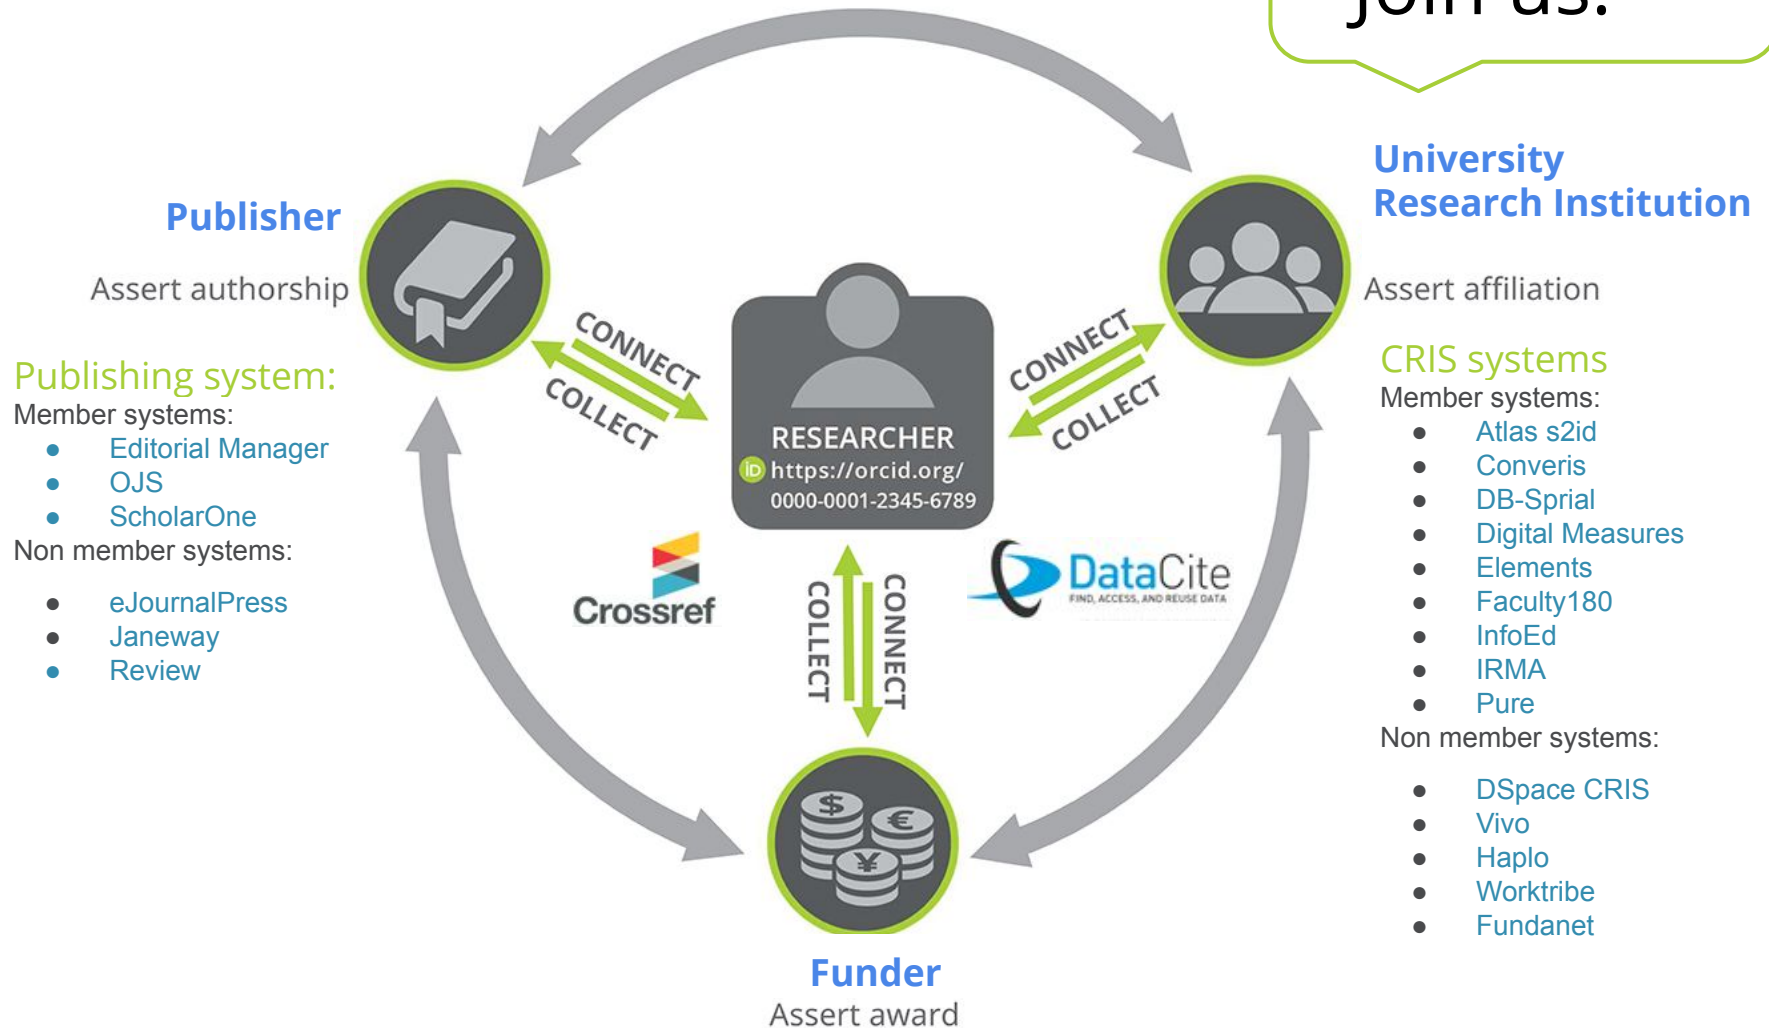 Join us.
University
Research Institution
Publisher
Assert authorship
Assert affiliation
Publishing system:
Member systems:
● Editorial Manager
● OJS
● ScholarOne
Non member systems:
● eJournalPress
● Janeway
● Review
CONNECT
COLLECT
RESEARCHER
iD https://orcid.org/
0000-0001-2345-6789
CONNECT
COLLECT
CRIS systems
Member systems:
● Atlas s2id
● Converis
● DB-Sprial
● Digital Measures
● Elements
● Faculty180
● InfoEd
● IRMA
● Pure
Non member systems:
● DSpace CRIS
● Vivo
● Haplo
● Worktribe
● Fundanet
Crossref
COLLECT
CONNECT
DataCite
FIND, ACCESS, AND REUSE DATA
$
€
¥
Funder
Assert award